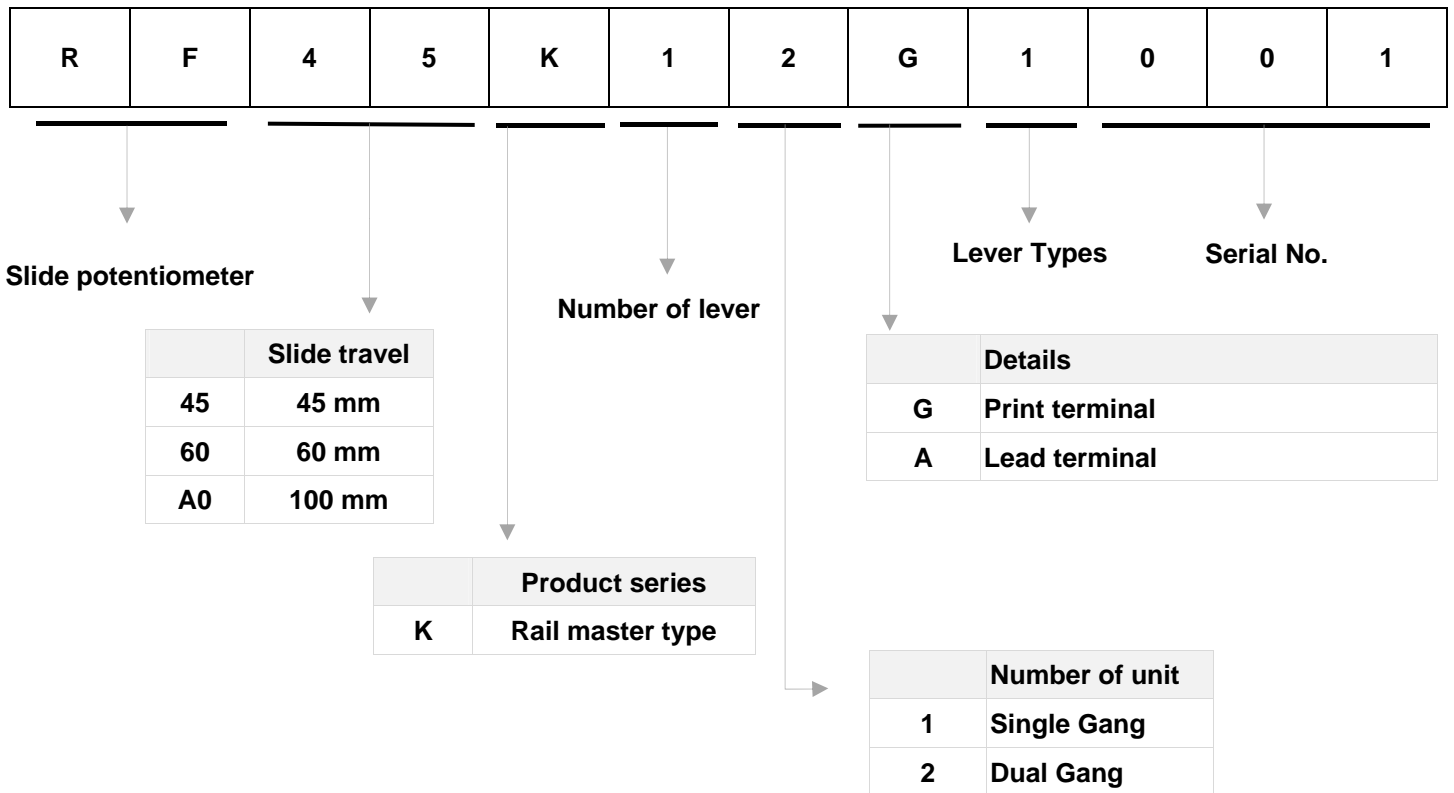 R F 4 5 K 1 2 G 1 0 0 1
Slide potentiometer
Slide travel
45 45 mm
60 60 mm
A0 100 mm
Product series
K Rail master type
Number of lever
Number of unit
1 Single Gang
2 Dual Gang
Details
G Print terminal
A Lead terminal
Lever Types
Serial No.